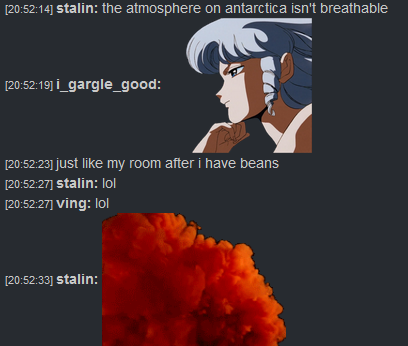 [20:52:14] stalin: the atmosphere on antarctica isn't breathable
[20:52:19] i_gargle_good:
[20:52:23] just like my room after i have beans
[20:52:27] stalin: lol
[20:52:27] ving: lol
[20:52:33] stalin: